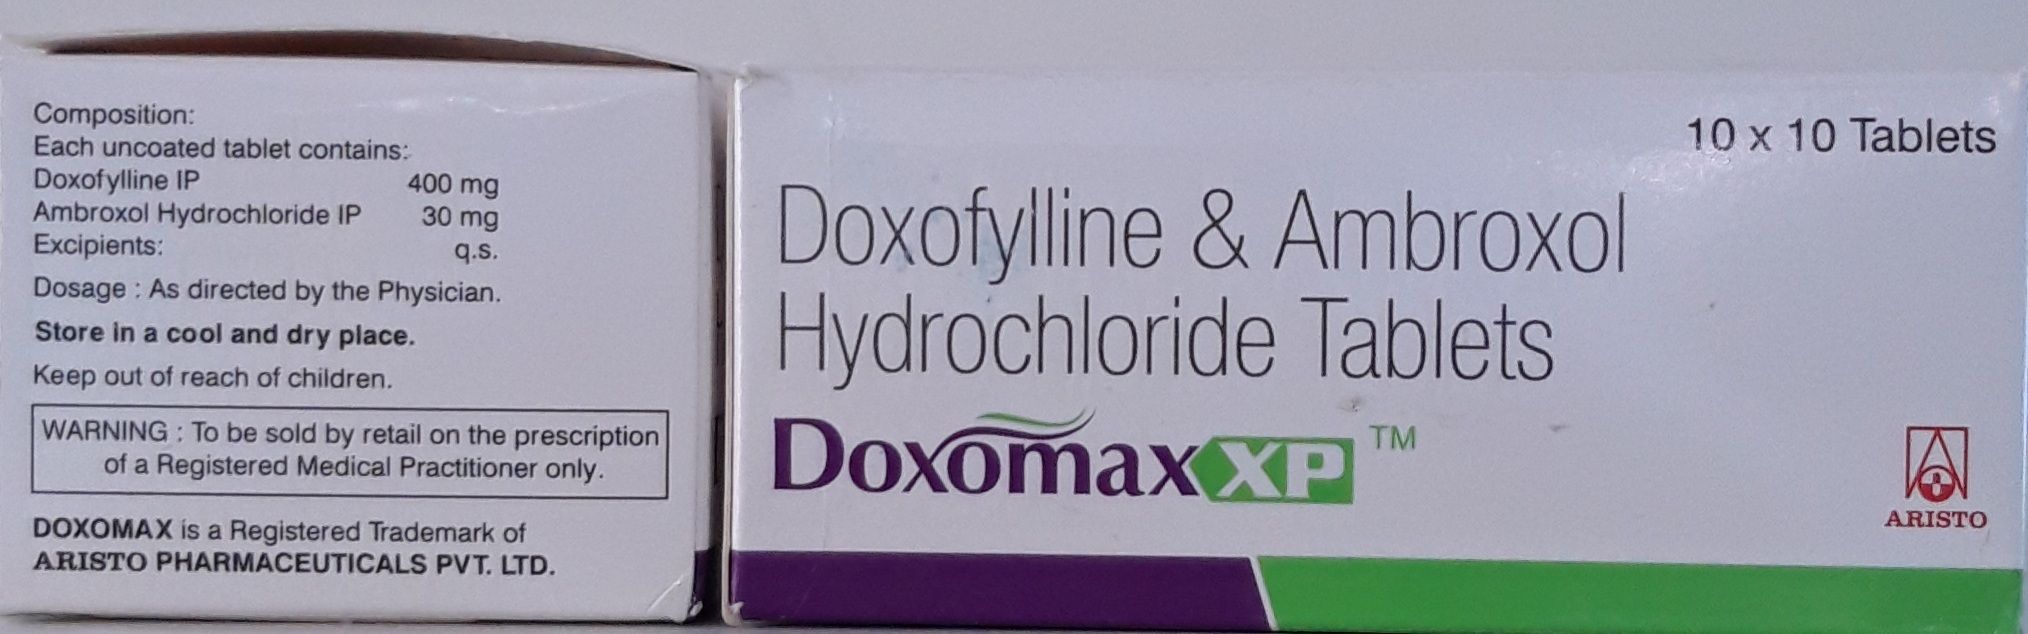 Composition:
Each uncoated tablet contains:
Doxofylline IP 400 mg
Ambroxol Hydrochloride IP 30 mg
Excipients: q.s.
Dosage : As directed by the Physician.
Store in a cool and dry place.
Keep out of reach of children.
WARNING : To be sold by retail on the prescription
of a Registered Medical Practitioner only.
DOXOMAX is a Registered Trademark of
ARISTO PHARMACEUTICALS PVT. LTD.
10 x 10 Tablets
Doxofylline & Ambroxol
Hydrochloride Tablets
DOXOMAX XP ™
ARISTO